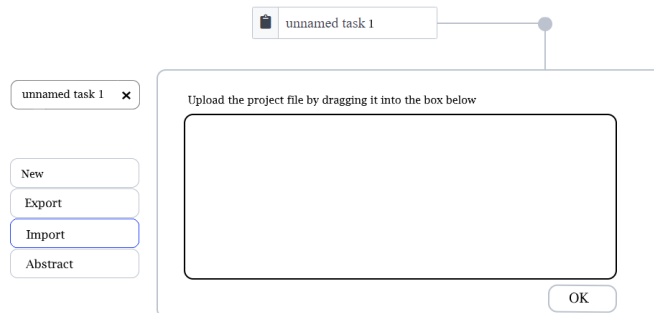 unnamed task 1
unnamed task 1
Upload the project file by dragging it into the box below
New
Export
Import
Abstract
OK